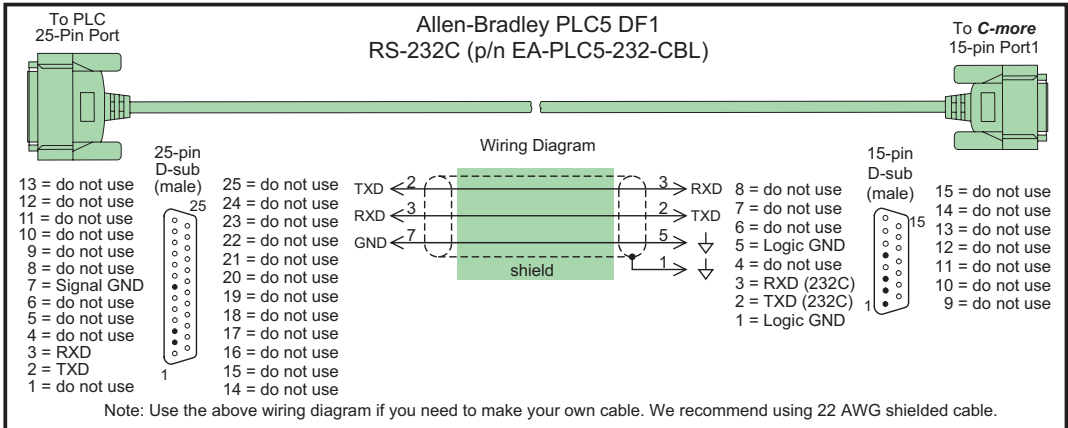 To PLC
25-Pin Port
Allen-Bradley PLC5 DF1
RS-232C (p/n EA-PLC5-232-CBL)
To C-more
15-pin Port1
Wiring Diagram
25-pin
D-sub
(male)
13 = do not use
12 = do not use
11 = do not use
10 = do not use
9 = do not use
8 = do not use
7 = Signal GND
6 = do not use
5 = do not use
4 = do not use
3 = RXD
2 = TXD
1 = do not use
25
1
25 = do not use
24 = do not use
23 = do not use
22 = do not use
21 = do not use
20 = do not use
19 = do not use
18 = do not use
17 = do not use
16 = do not use
15 = do not use
14 = do not use
TXD 2 3 RXD
RXD 3 2 TXD
GND 7 5
1
shield
8 = do not use
7 = do not use
6 = do not use
5 = Logic GND
4 = do not use
3 = RXD (232C)
2 = TXD (232C)
1 = Logic GND
15-pin
D-sub
(male)
15
1
15 = do not use
14 = do not use
13 = do not use
12 = do not use
11 = do not use
10 = do not use
9 = do not use
Note: Use the above wiring diagram if you need to make your own cable. We recommend using 22 AWG shielded cable.